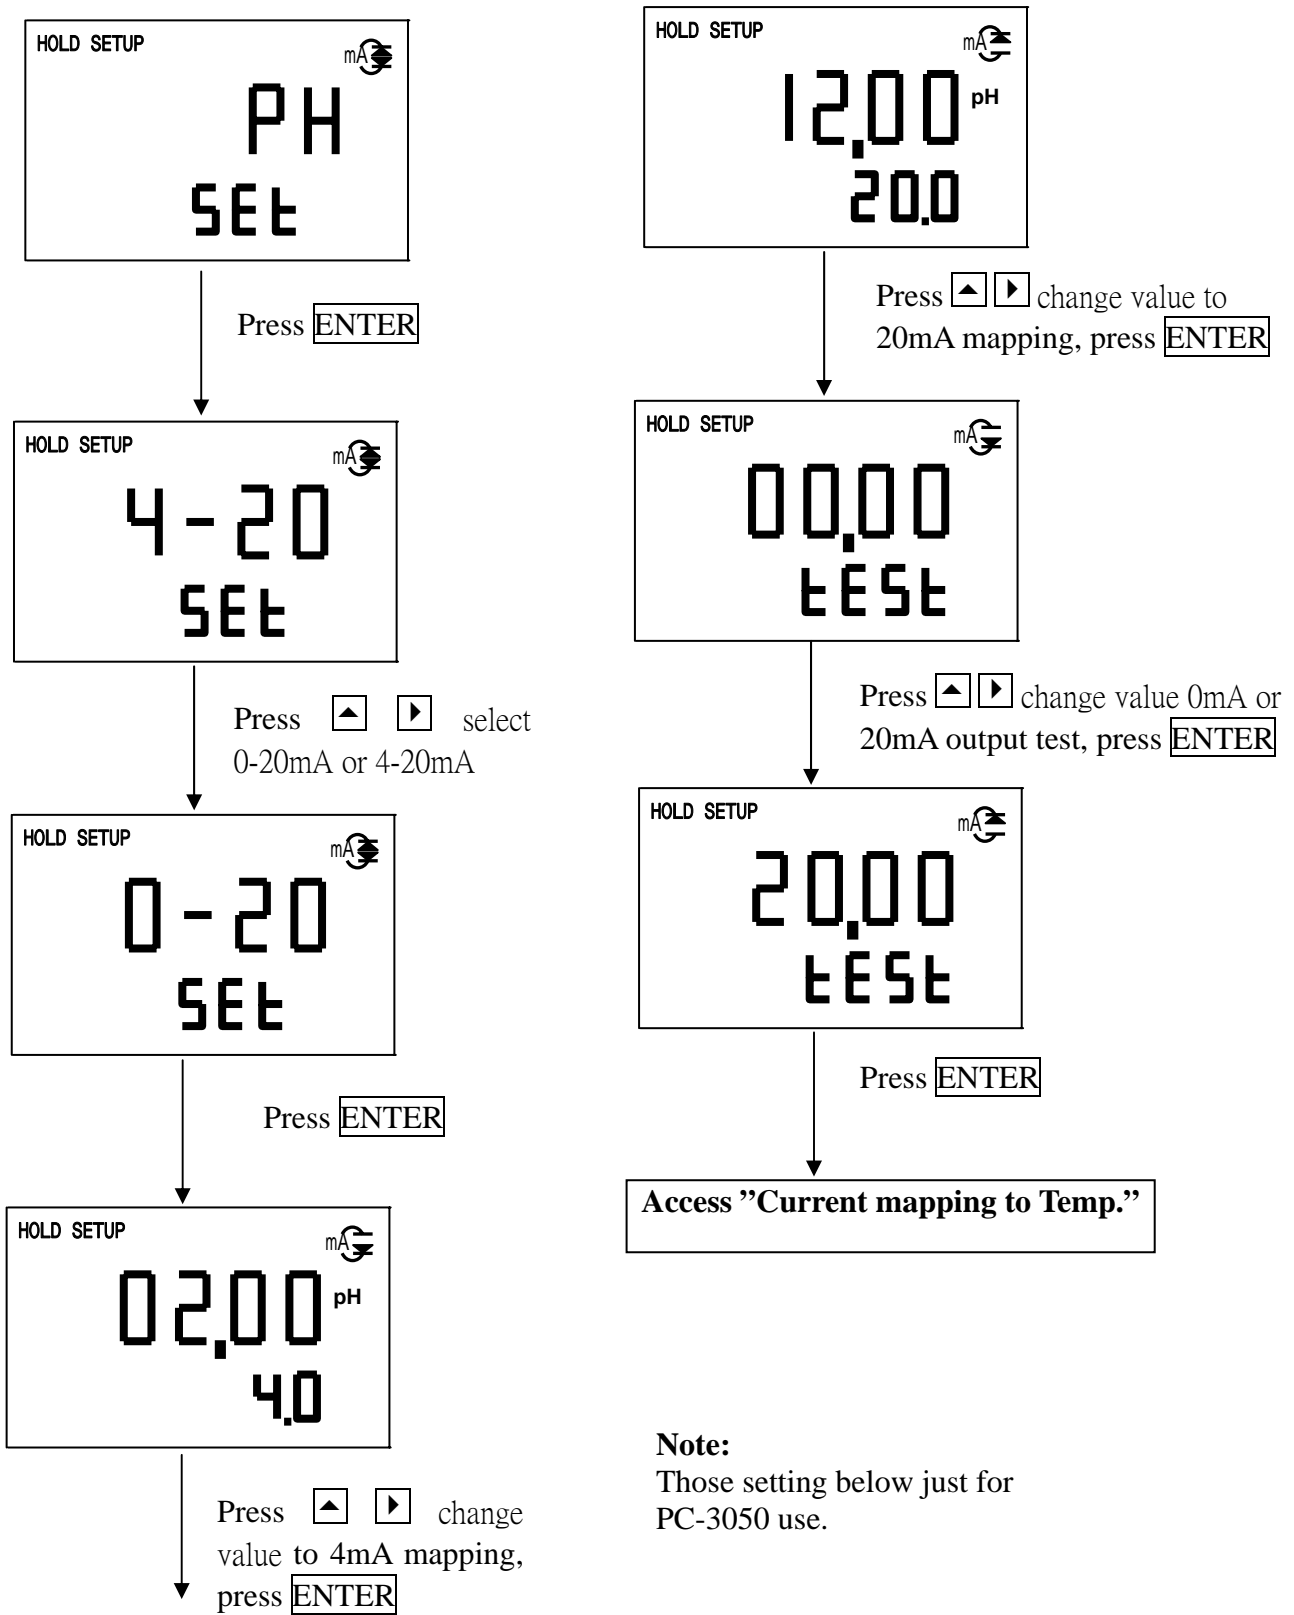 HOLD SETUP
mA
PH
SEt
Press ENTER
HOLD SETUP
mA
4-20
SEt
Press ▲ ▶ select
0-20mA or 4-20mA
HOLD SETUP
mA
0-20
SEt
Press ENTER
HOLD SETUP
mA
02.00 pH
4.0
Press ▲ ▶ change
value to 4mA mapping,
press ENTER
HOLD SETUP
mA
12.00 pH
20.0
Press ▲ ▶ change value to
20mA mapping, press ENTER
HOLD SETUP
mA
00.00
tESt
Press ▲ ▶ change value 0mA or
20mA output test, press ENTER
HOLD SETUP
mA
20.00
tESt
Press ENTER
Access ”Current mapping to Temp.”
Note:
Those setting below just for
PC-3050 use.